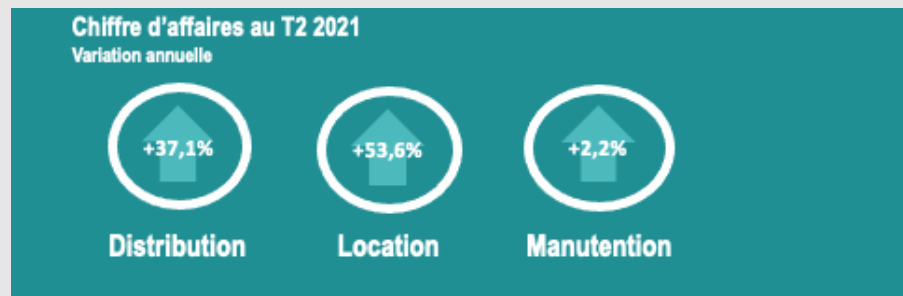 Chiffre d'affaires au T2 2021
Variation annuelle
+37,1% +53,6% +2,2%
Distribution Location Manutention